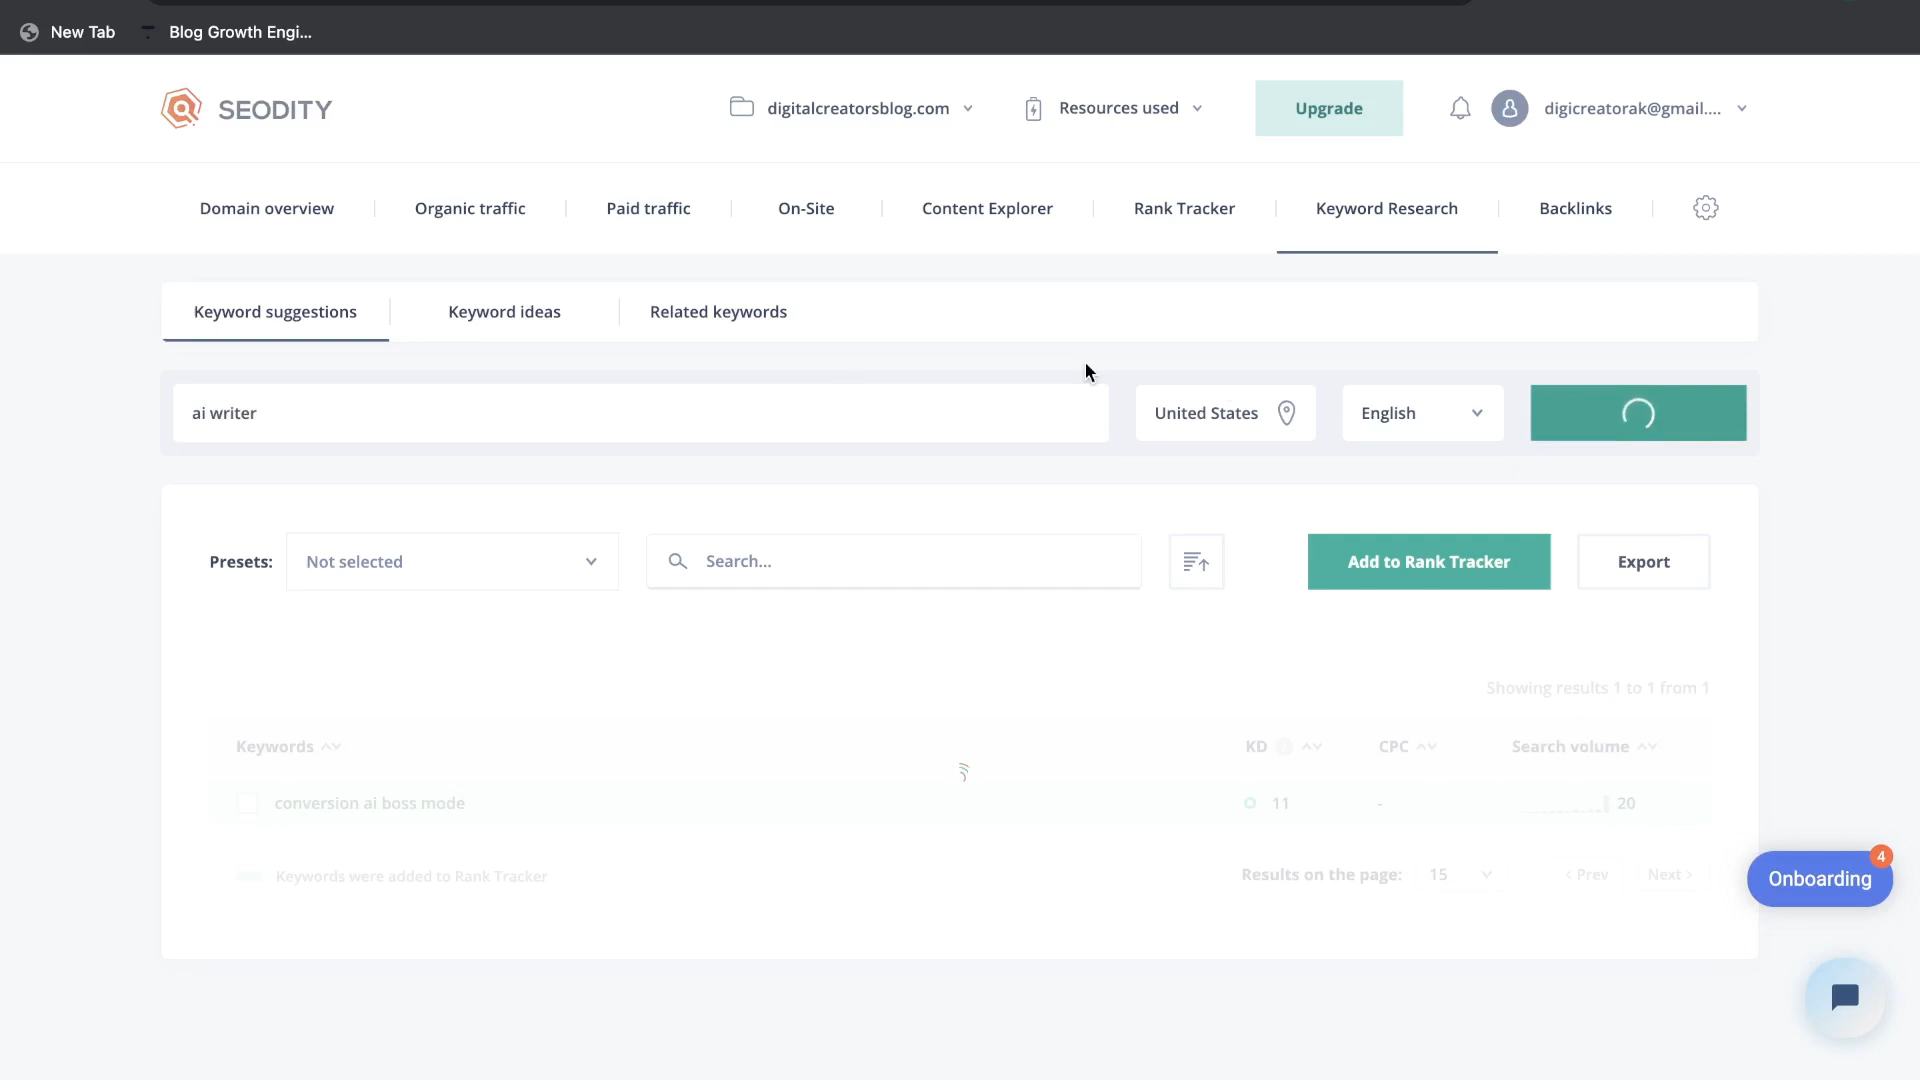 New Tab
Blog Growth Engi...
SEODITY
digitalcreatorsblog.com
Resources used
Upgrade
digicreatorak@gmail....
Domain overview
Organic traffic
Paid traffic
On-Site
Content Explorer
Rank Tracker
Keyword Research
Backlinks
Keyword suggestions
Keyword ideas
Related keywords
ai writer
United States
English
Presets:
Not selected
Search...
Add to Rank Tracker
Export
Showing results 1 to 1 from 1
Keywords
KD
CPC
Search volume
conversion ai boss mode
11
-
20
Keywords were added to Rank Tracker
Results on the page:
15
< Prev
Next >
4
Onboarding